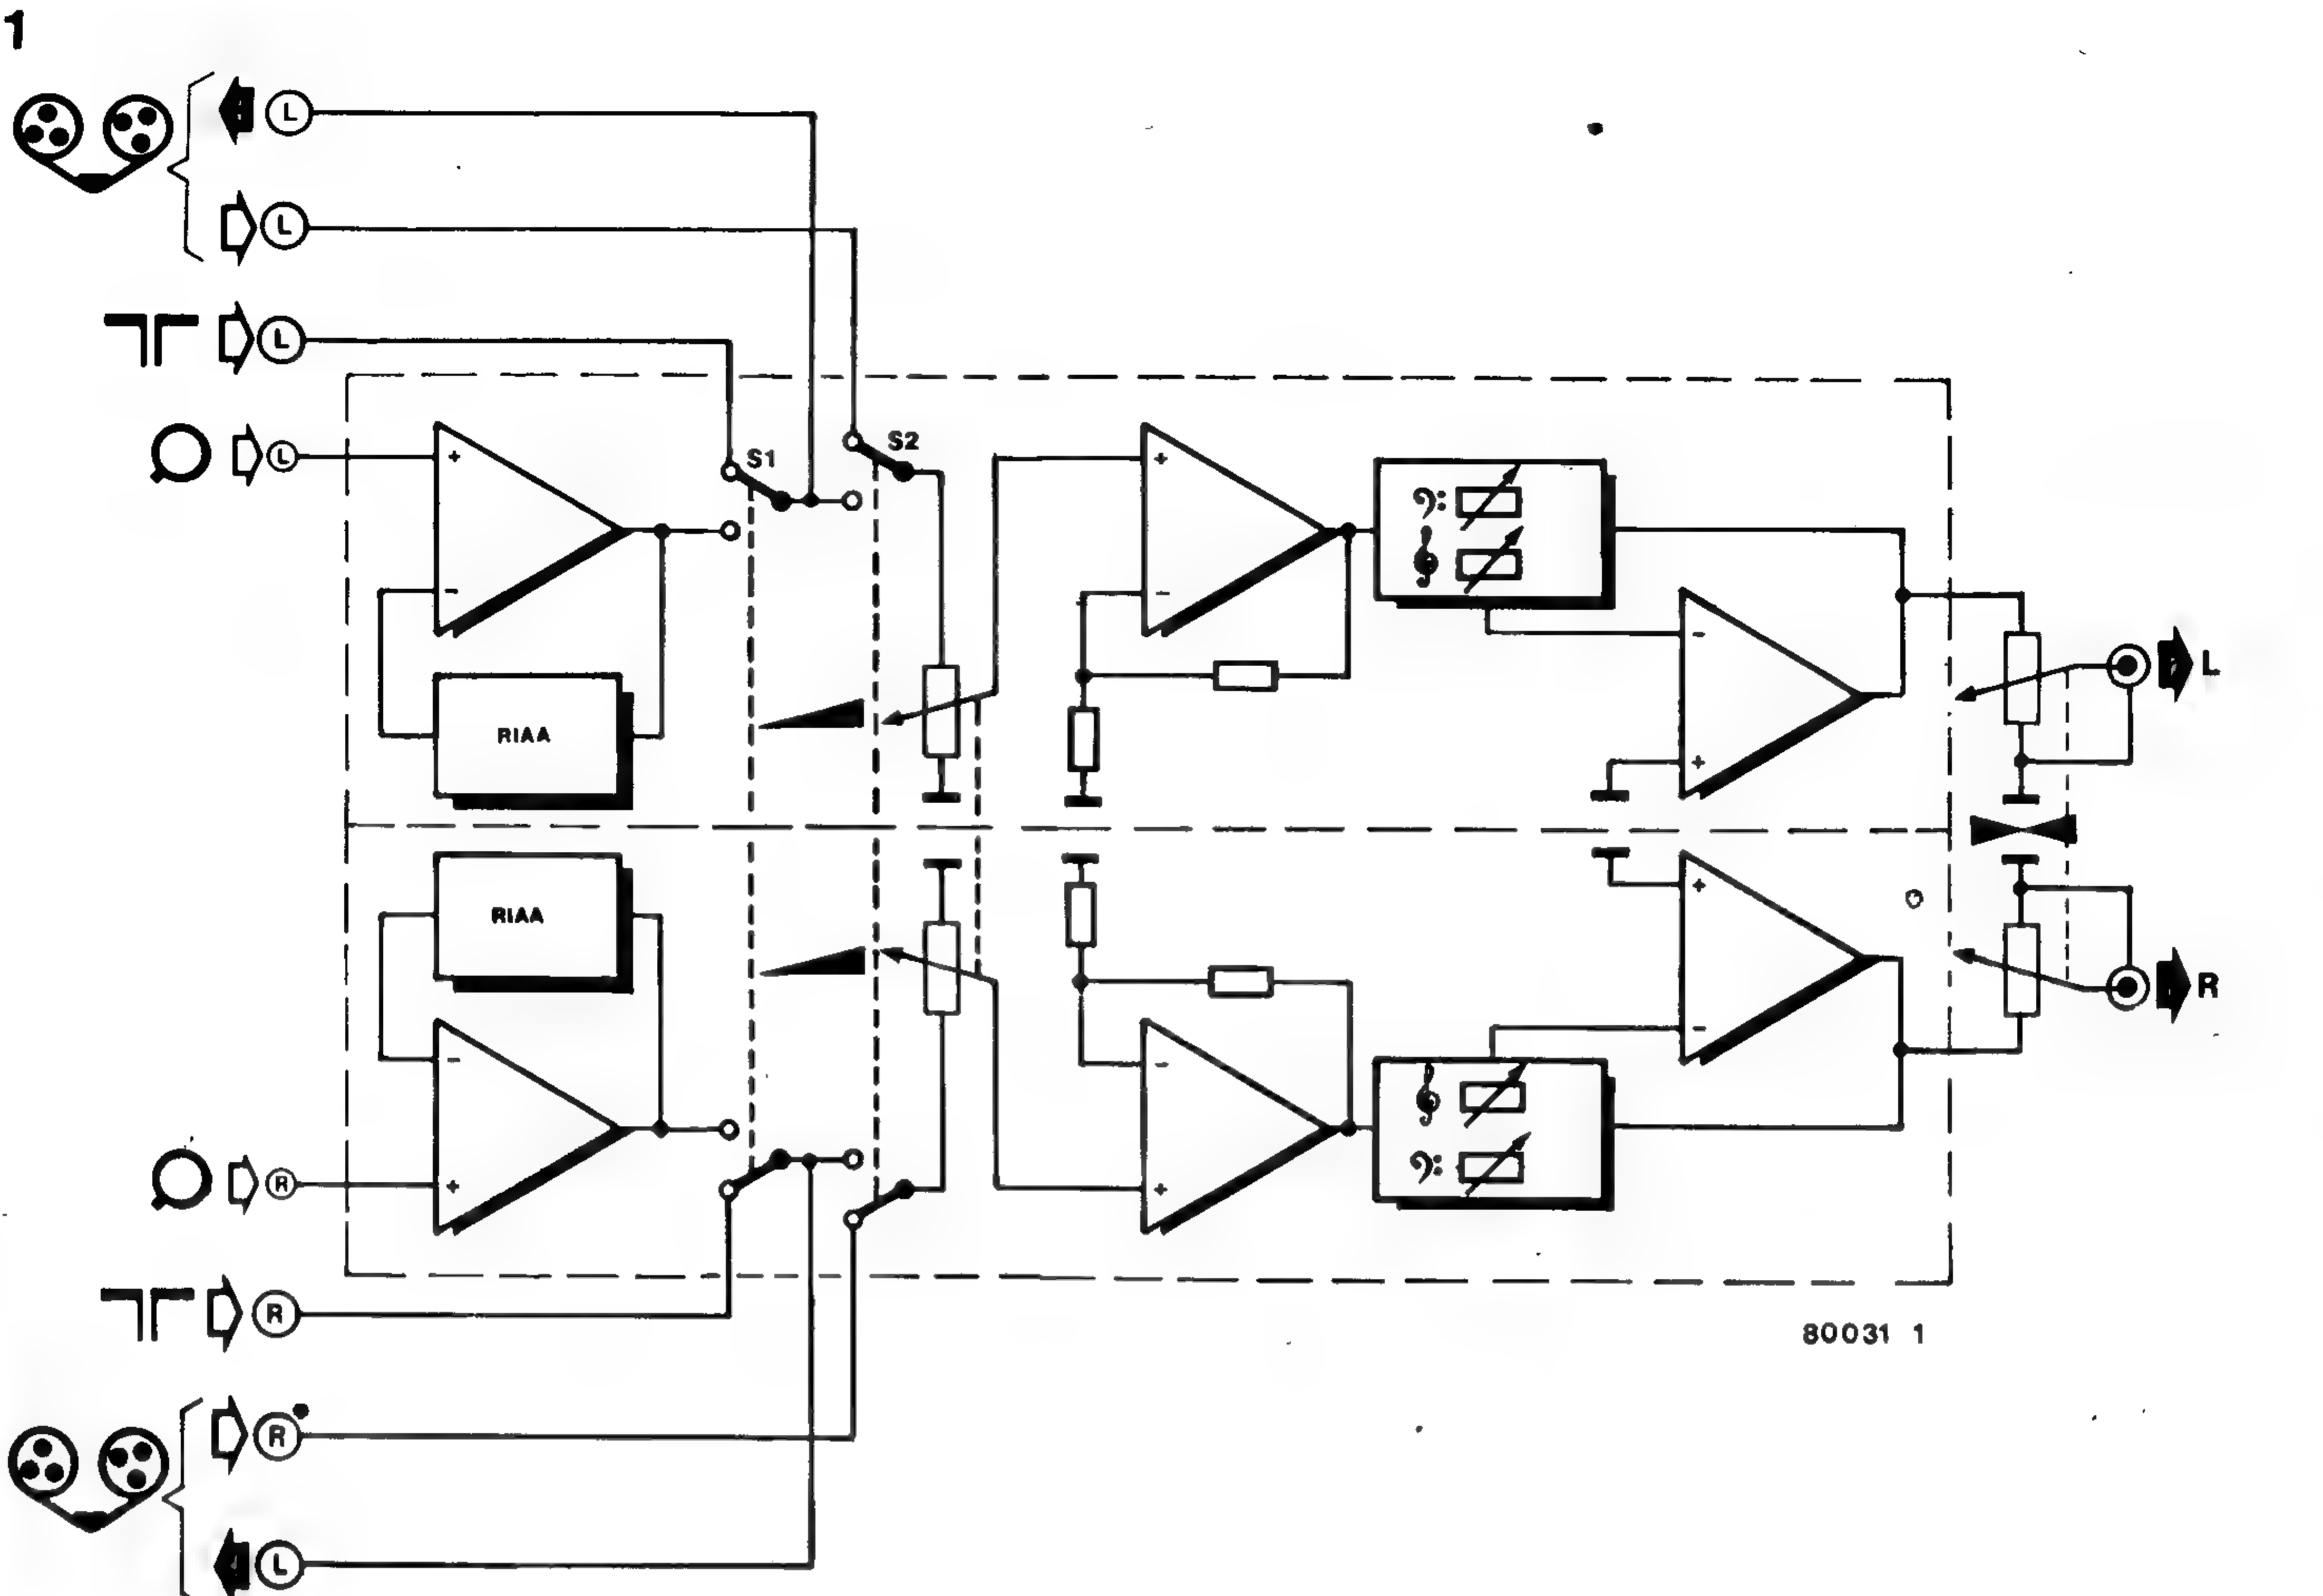 1
L
L
L
L
S1
S2
+
-
+
-
-
+
RIAA
L
RIAA
-
+
-
+
+
-
R
R
R
R
L
80031 1